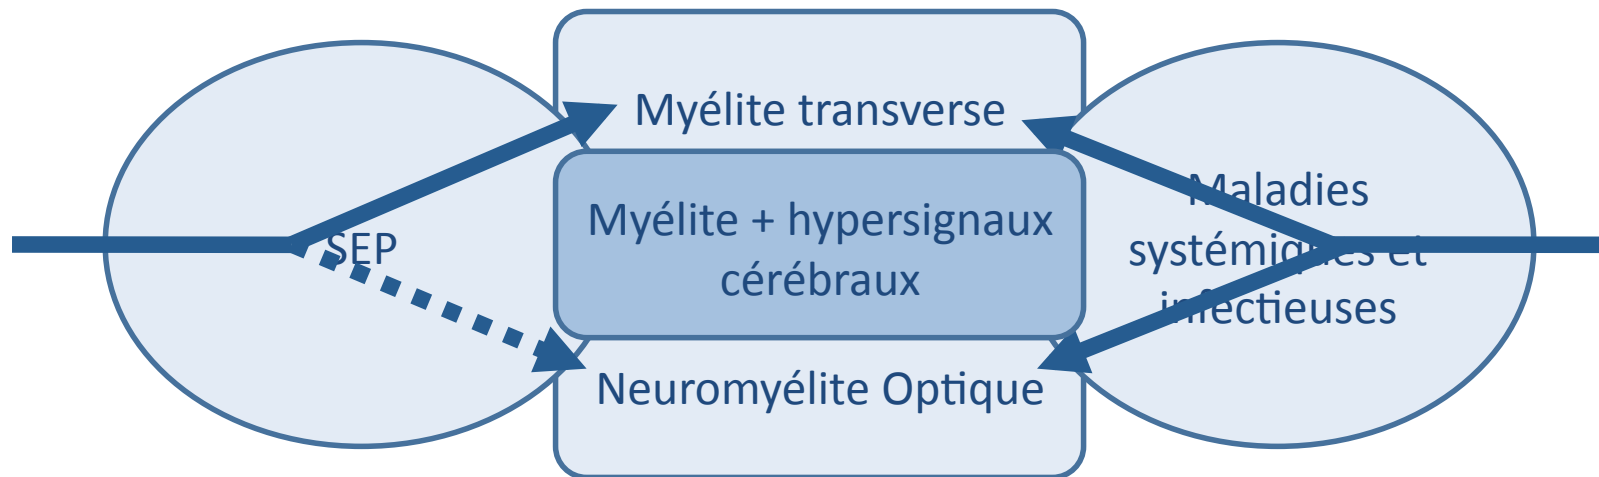 Myélite transverse
Myélite + hypersignaux
cérébraux
Neuromyélite Optique
SEP
Maladies
systémiques et
infectieuses